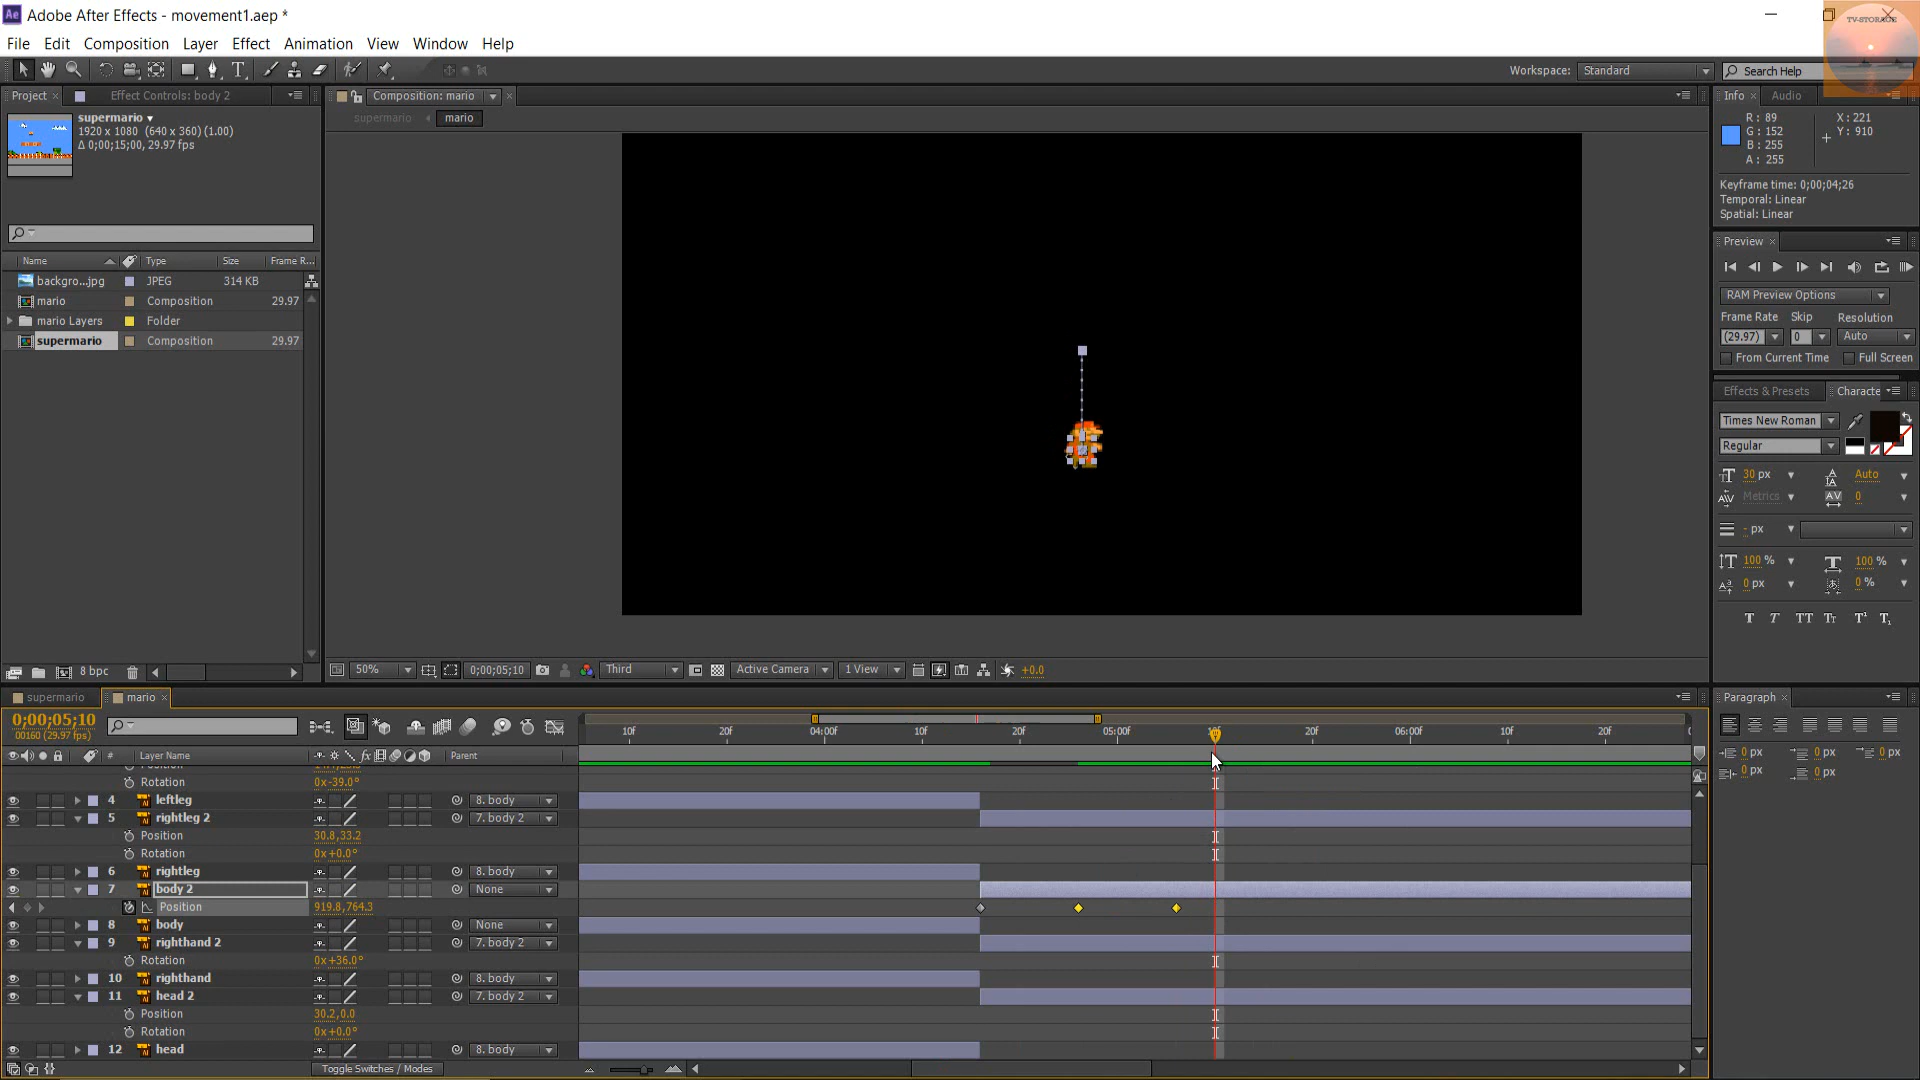 Adobe After Effects - movement1.aep *
TV-STORAGE
File Edit Composition Layer Effect Animation View Window Help
Workspace: Standard Search Help
Project Effect Controls: body 2
Composition: mario
Info Audio
supermario mario
supermario
1920 x 1080 (640 x 360) (1.00)
Δ 0;00;15;00, 29.97 fps
R: 89 X: 221
G: 152 Y: 910
B: 255
A: 255
Keyframe time: 0;00;04;26
Temporal: Linear
Spatial: Linear
Preview
Name Type Size Frame R...
backgro...jpg JPEG 314 KB
mario Composition 29.97
mario Layers Folder
supermario Composition 29.97
RAM Preview Options
Frame Rate Skip Resolution
(29.97) 0 Auto
From Current Time Full Screen
Effects & Presets Characte
Times New Roman
Regular
30 px Auto
Metrics 0
- px
100 % 100 %
0 px 0 %
8 bpc
50% 0;00;05;10 Third Active Camera 1 View +0.0
supermario mario
Paragraph
0;00;05;10
00160 (29.97 fps)
10f 20f 04:00f 10f 20f 05:00f 20f 06:00f 20f
# Layer Name Parent
0 px 0 px 0 px
0 px 0 px
Rotation 0x-39.0°
4 leftleg 8. body
5 rightleg 2 7. body 2
Position 30.8,33.2
Rotation 0x+0.0°
6 rightleg 8. body
7 body 2 None
Position 919.8,764.3
8 body None
9 righthand 2 7. body 2
Rotation 0x+36.0°
10 righthand 8. body
11 head 2 7. body 2
Position 30.2,0.0
Rotation 0x+0.0°
12 head 8. body
Toggle Switches / Modes